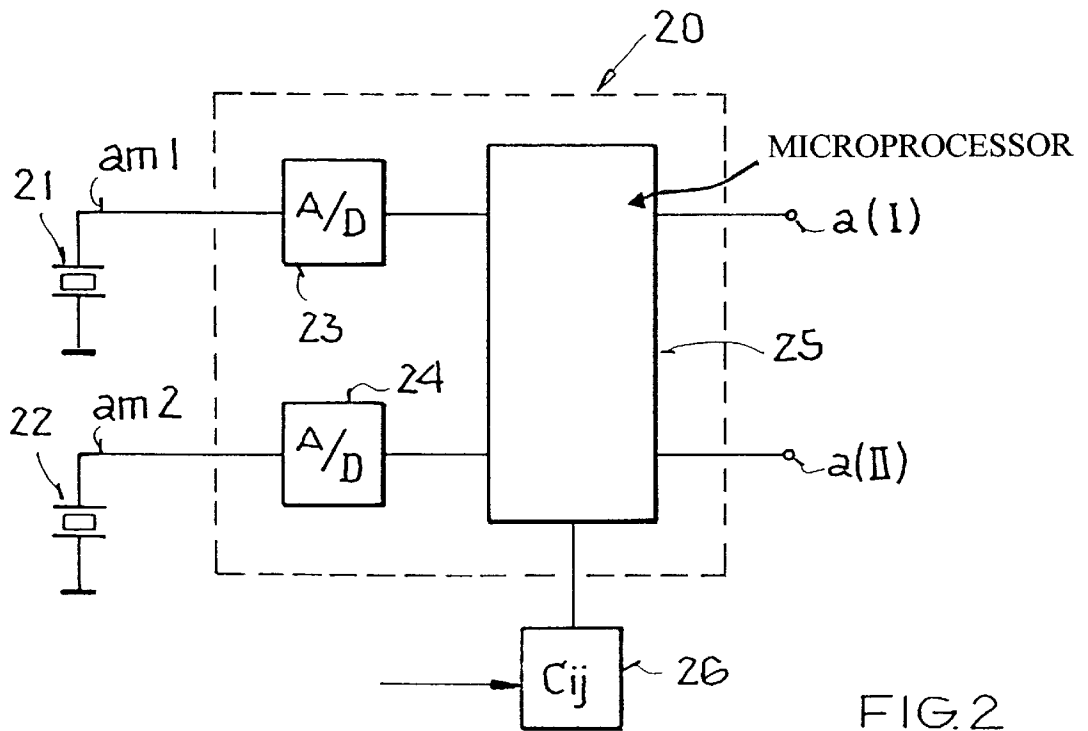 20
MICROPROCESSOR
am1
21
A/D
a(I)
23
25
24
am2
22
A/D
a(II)
Cij
26
FIG.2